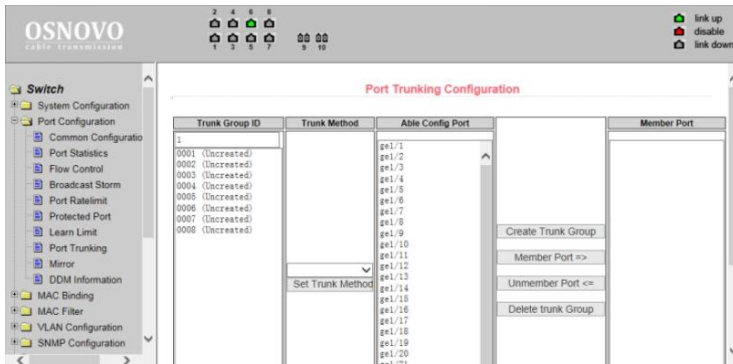 OSNOVO
cable transmission
2 4 6 8
1 3 5 7 9 10
link up
disable
link down
Switch
System Configuration
Port Configuration
Common Configuratio
Port Statistics
Flow Control
Broadcast Storm
Port Ratelimit
Protected Port
Learn Limit
Port Trunking
Mirror
DDM Information
MAC Binding
MAC Filter
VLAN Configuration
SNMP Configuration
Port Trunking Configuration
Trunk Group ID
1
0001 (Uncreated)
0002 (Uncreated)
0003 (Uncreated)
0004 (Uncreated)
0005 (Uncreated)
0006 (Uncreated)
0007 (Uncreated)
0008 (Uncreated)
Trunk Method
Set Trunk Method
Able Config Port
ge1/1
ge1/2
ge1/3
ge1/4
ge1/5
ge1/6
ge1/7
ge1/8
ge1/9
ge1/10
ge1/11
ge1/12
ge1/13
ge1/14
ge1/15
ge1/16
ge1/17
ge1/18
ge1/19
ge1/20
Create Trunk Group
Member Port =>
Unmember Port <=
Delete trunk Group
Member Port